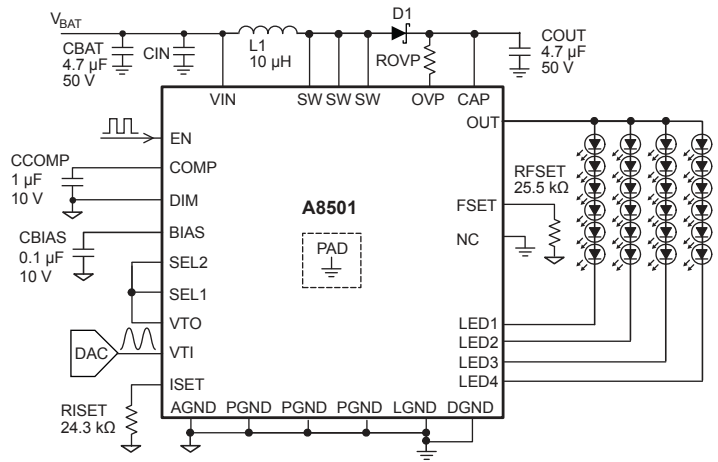 VBAT
CBAT
4.7 µF
50 V
CIN
L1
10 µH
D1
ROVP
COUT
4.7 µF
50 V
VIN
SW SW SW
OVP
CAP
OUT
EN
CCOMP
1 µF
10 V
COMP
DIM
CBIAS
0.1 µF
10 V
BIAS
SEL2
SEL1
VTO
DAC
VTI
RISET
24.3 kΩ
ISET
A8501
PAD
RFSET
25.5 kΩ
FSET
NC
LED1
LED2
LED3
LED4
AGND PGND PGND PGND LGND DGND